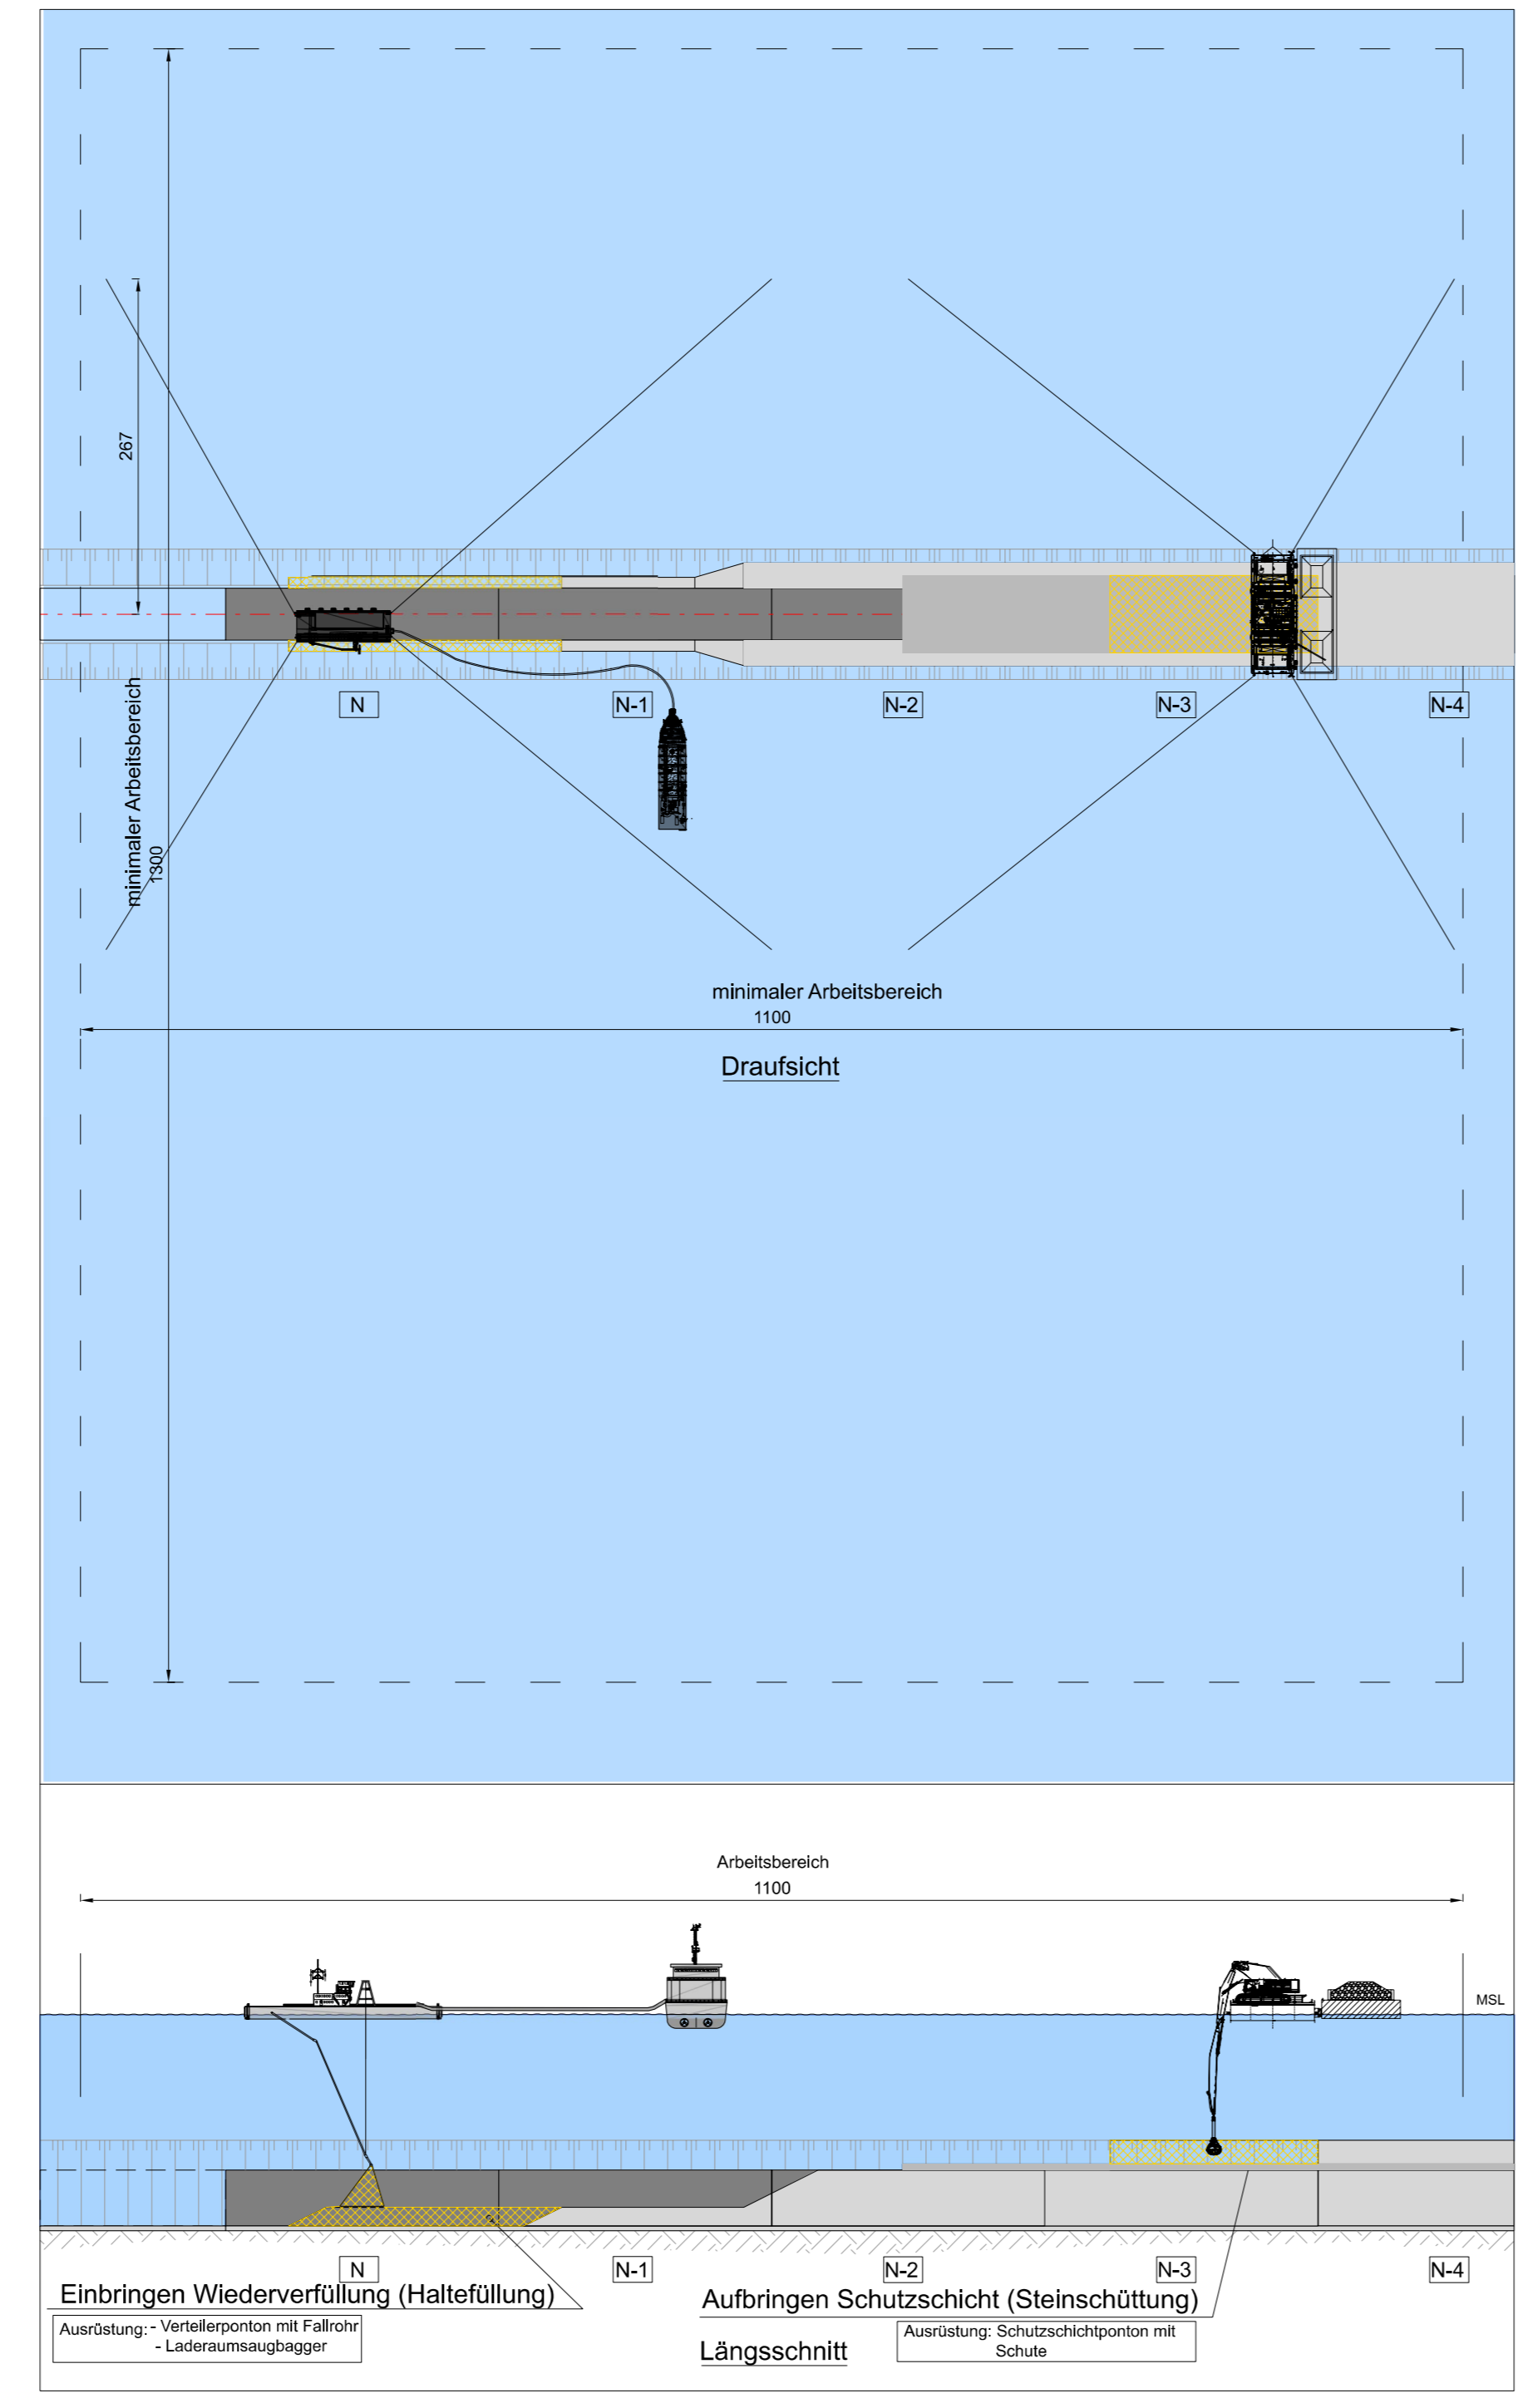 267
minimaler Arbeitsbereich
1300
N
N-1
N-2
N-3
N-4
minimaler Arbeitsbereich
1100
Draufsicht
Arbeitsbereich
1100
MSL
N
N-1
N-2
N-3
N-4
Einbringen Wiederverfüllung (Haltefüllung)
Ausrüstung: - Verteilerponton mit Fallrohr
- Laderaumsaugbagger
Aufbringen Schutzschicht (Steinschüttung)
Ausrüstung: Schutzschichtponton mit
Schute
Längsschnitt